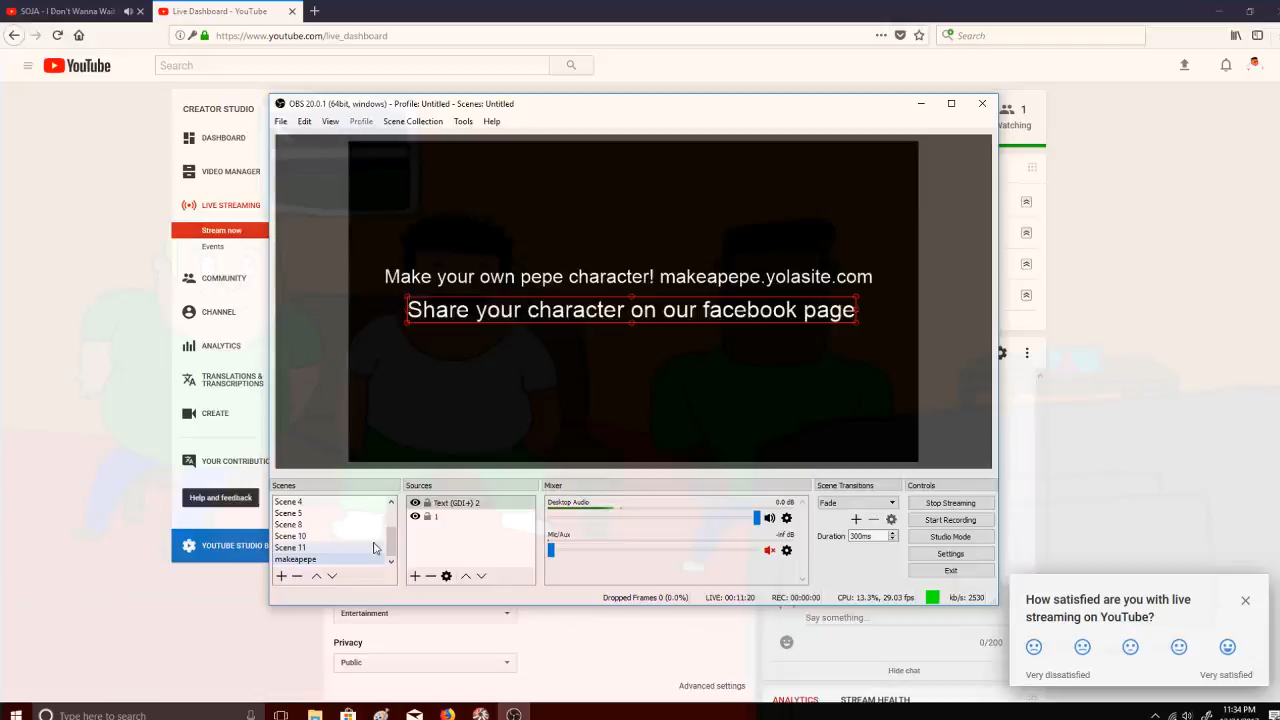 SOJA - I Don't Wanna Wai
Live Dashboard - YouTube
https://www.youtube.com/live_dashboard
Search
YouTube
Search
CREATOR STUDIO
DASHBOARD
VIDEO MANAGER
LIVE STREAMING
Stream now
Events
COMMUNITY
CHANNEL
ANALYTICS
TRANSLATIONS &
TRANSCRIPTIONS
CREATE
YOUR CONTRIBUTIO
Help and feedback
YOUTUBE STUDIO B
1
Watching
OBS 20.0.1 (64bit, windows) - Profile: Untitled - Scenes: Untitled
File Edit View Profile Scene Collection Tools Help
Make your own pepe character! makeapepe.yolasite.com
Share your character on our facebook page
Scenes
Scene 4
Scene 5
Scene 8
Scene 10
Scene 11
makeapepe
Sources
Text (GDI+) 2
1
Mixer
Desktop Audio 0.0 dB
Mic/Aux -inf dB
Scene Transitions
Fade
Duration 300ms
Controls
Stop Streaming
Start Recording
Studio Mode
Settings
Exit
Dropped Frames 0 (0.0%) LIVE: 00:11:20 REC: 00:00:00 CPU: 13.3%, 29.03 fps kb/s: 2530
Entertainment
Privacy
Public
Advanced settings
Say something...
0/200
Hide chat
ANALYTICS STREAM HEALTH
How satisfied are you with live
streaming on YouTube?
Very dissatisfied Very satisfied
Type here to search
11:34 PM